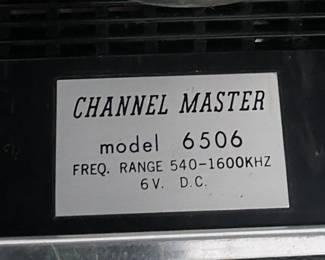 CHANNEL MASTER
model 6506
FREQ. RANGE 540-1600KHZ
6V. D.C.